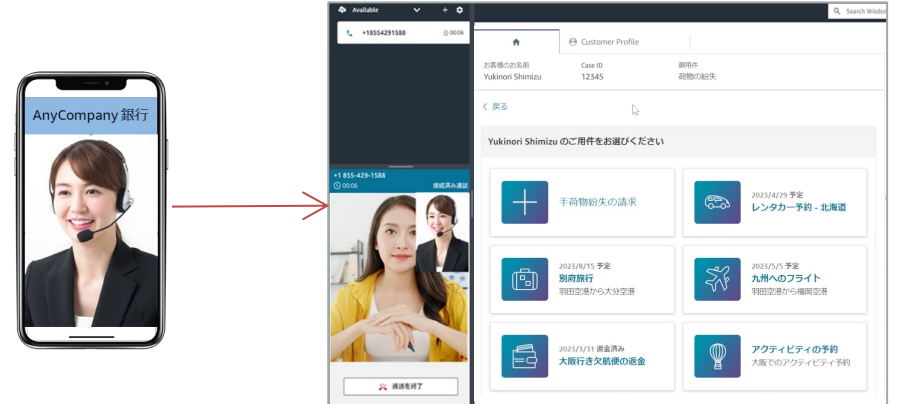 AnyCompany 銀行
Available
+18554291588
00:06
+1 855-429-1588
00:06
接続済み通話
通話を終了
Search Wisdom
Customer Profile
お客様のお名前
Case ID
御用件
Yukinori Shimizu
12345
荷物の紛失
戻る
Yukinori Shimizu のご用件をお選びください
手荷物紛失の請求
2023/4/29 予定
レンタカー予約 - 北海道
2023/8/15 予定
別府旅行
羽田空港から大分空港
2023/5/5 予定
九州へのフライト
羽田空港から福岡空港
2023/3/31 返金済み
大阪行き欠航便の返金
アクティビティの予約
大阪でのアクティビティ予約